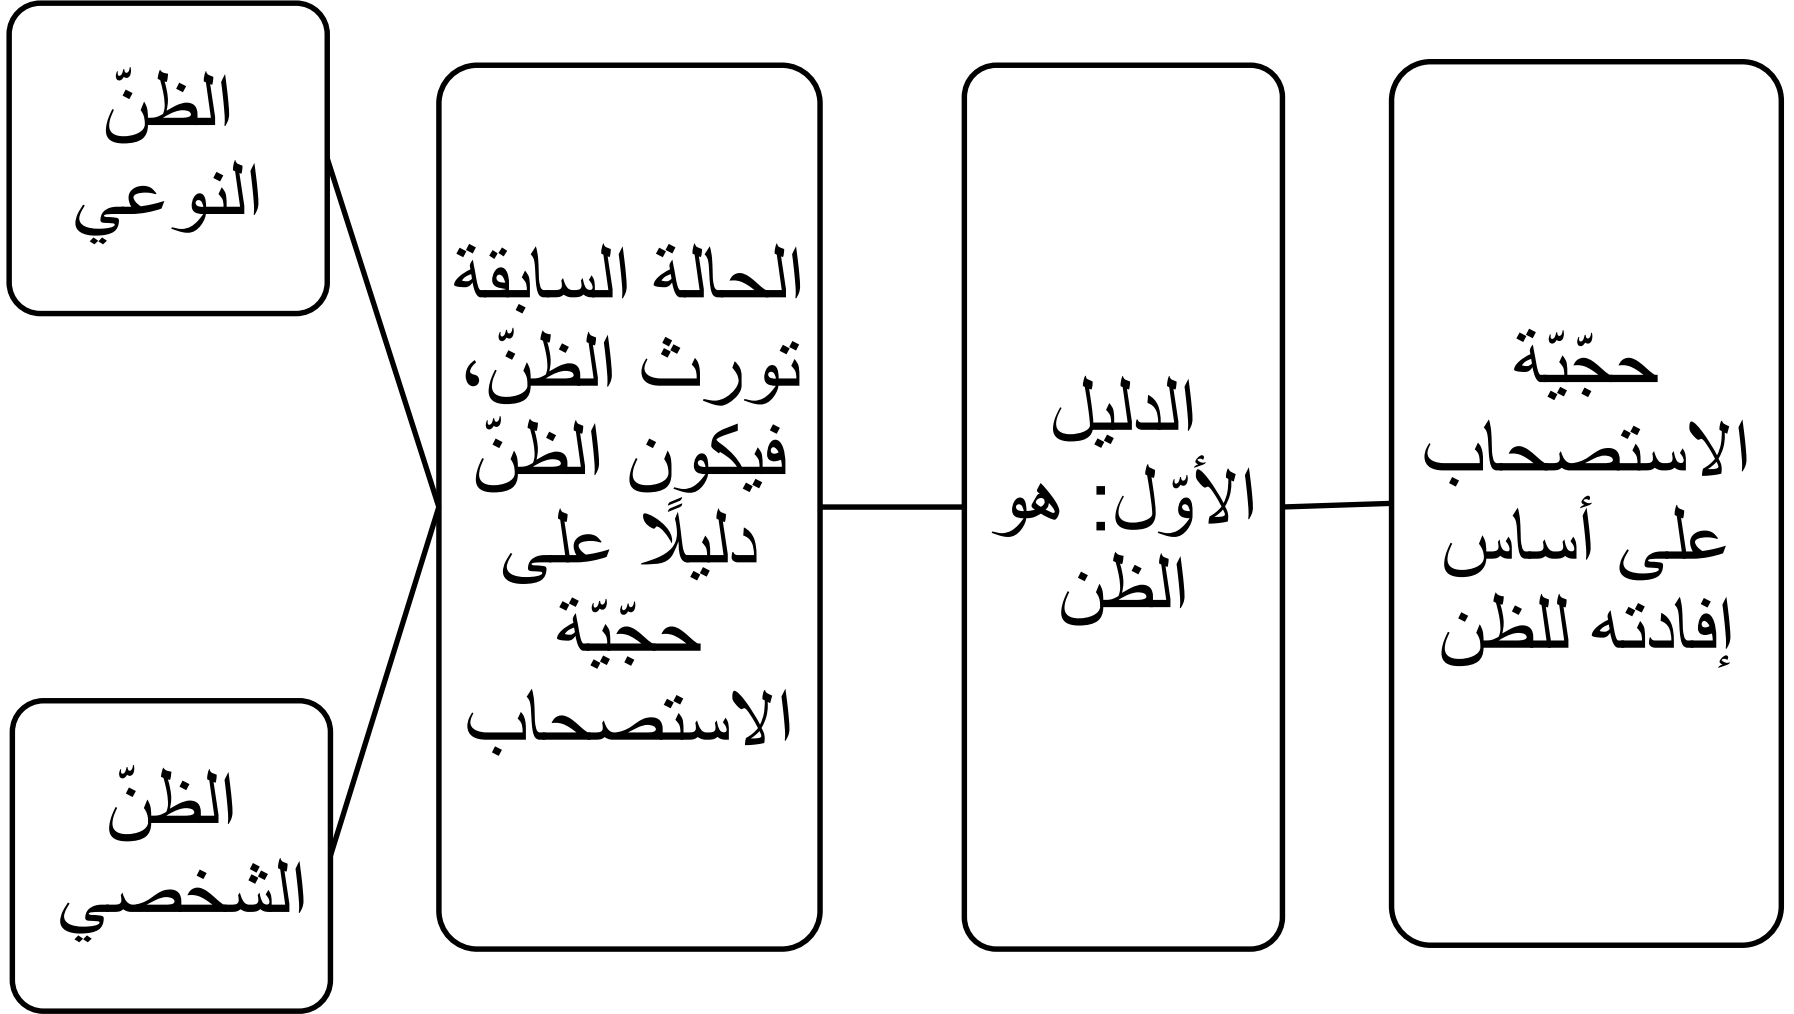 حجّيّة
الاستصحاب
على أساس
إفادته للظن
الدليل
الأوّل: هو
الظن
الحالة السابقة
تورث الظنّ،
فيكون الظنّ
دليلًا على
حجّيّة
الاستصحاب
الظنّ
النوعي
الظنّ
الشخصي